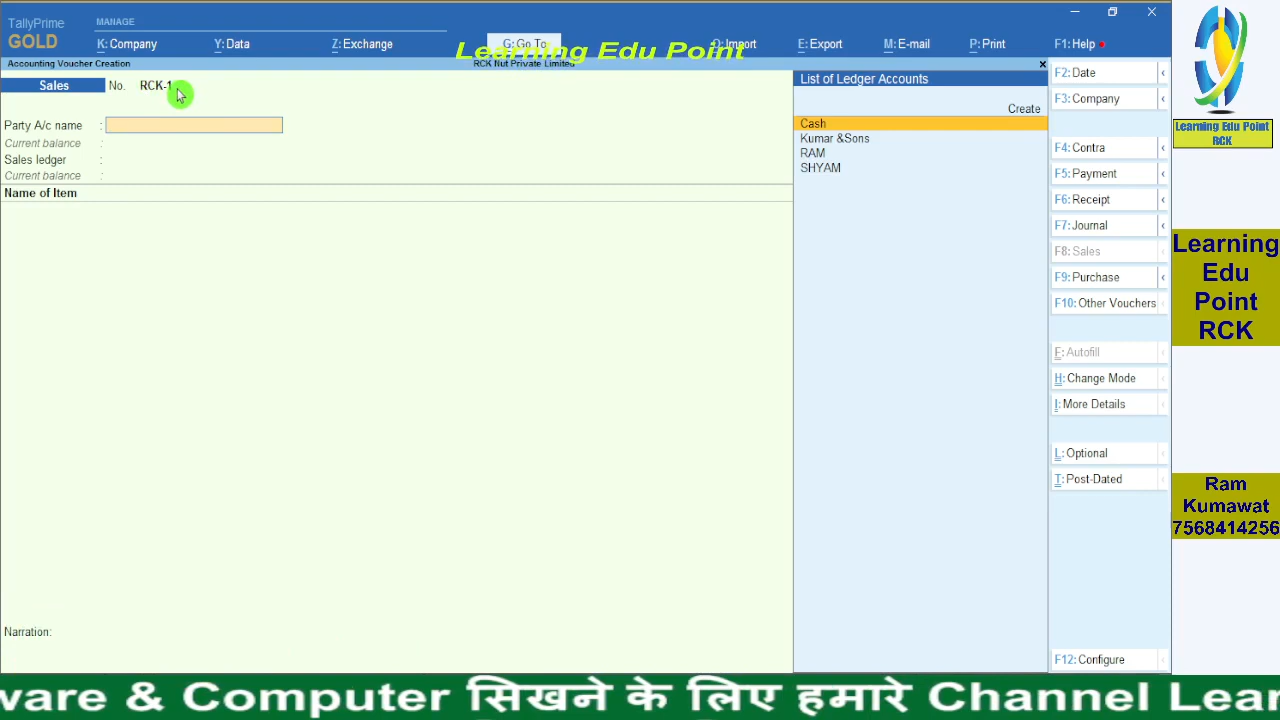 TallyPrime
GOLD
MANAGE
K: Company
Y: Data
Z: Exchange
G: Go To
O: Import
E: Export
M: E-mail
P: Print
F1: Help
Learning Edu Point
Accounting Voucher Creation
RCK Nut Private Limited
Sales
No.
RCK-1
Party A/c name :
Current balance :
Sales ledger :
Current balance :
Name of Item
Narration:
List of Ledger Accounts
Create
Cash
Kumar &Sons
RAM
SHYAM
F2: Date
F3: Company
F4: Contra
F5: Payment
F6: Receipt
F7: Journal
F8: Sales
F9: Purchase
F10: Other Vouchers
E: Autofill
H: Change Mode
I: More Details
L: Optional
T: Post-Dated
F12: Configure
Learning Edu Point
RCK
Learning
Edu
Point
RCK
Ram
Kumawat
7568414256
ware & Computer सिखने के लिए हमारे Channel Lear